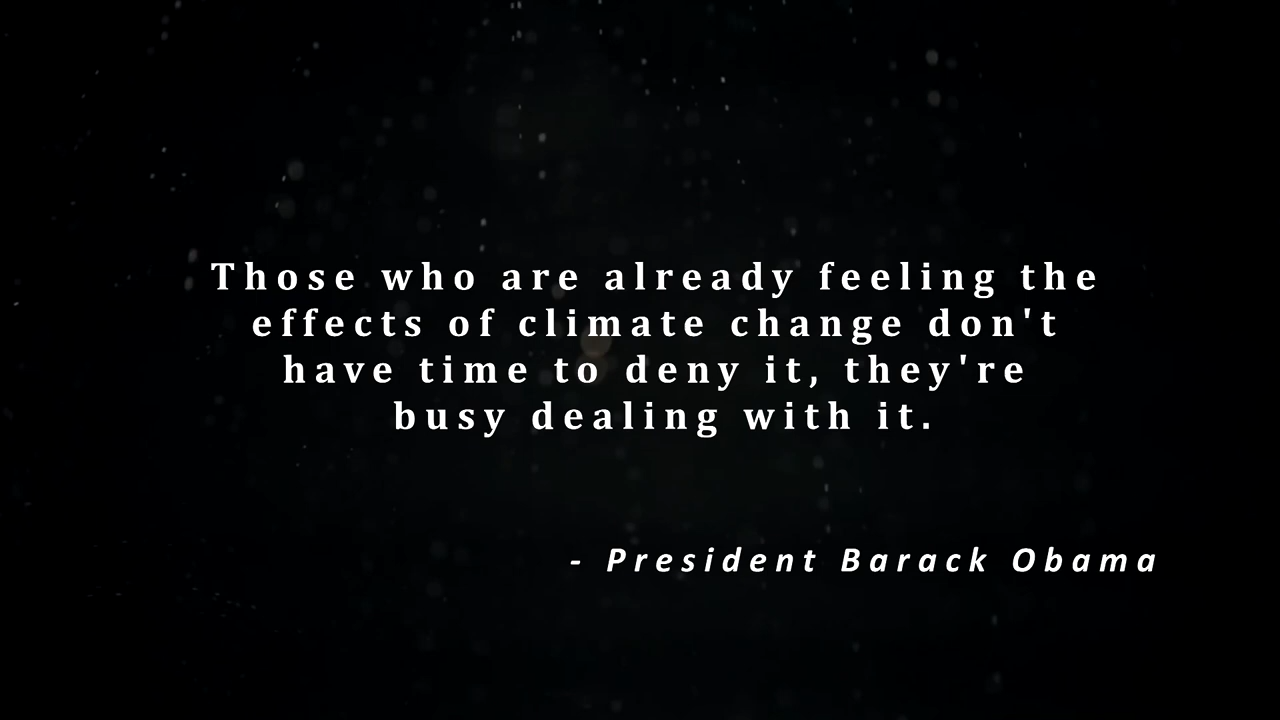 Those who are already feeling the
effects of climate change don't
have time to deny it, they're
busy dealing with it.
- President Barack Obama